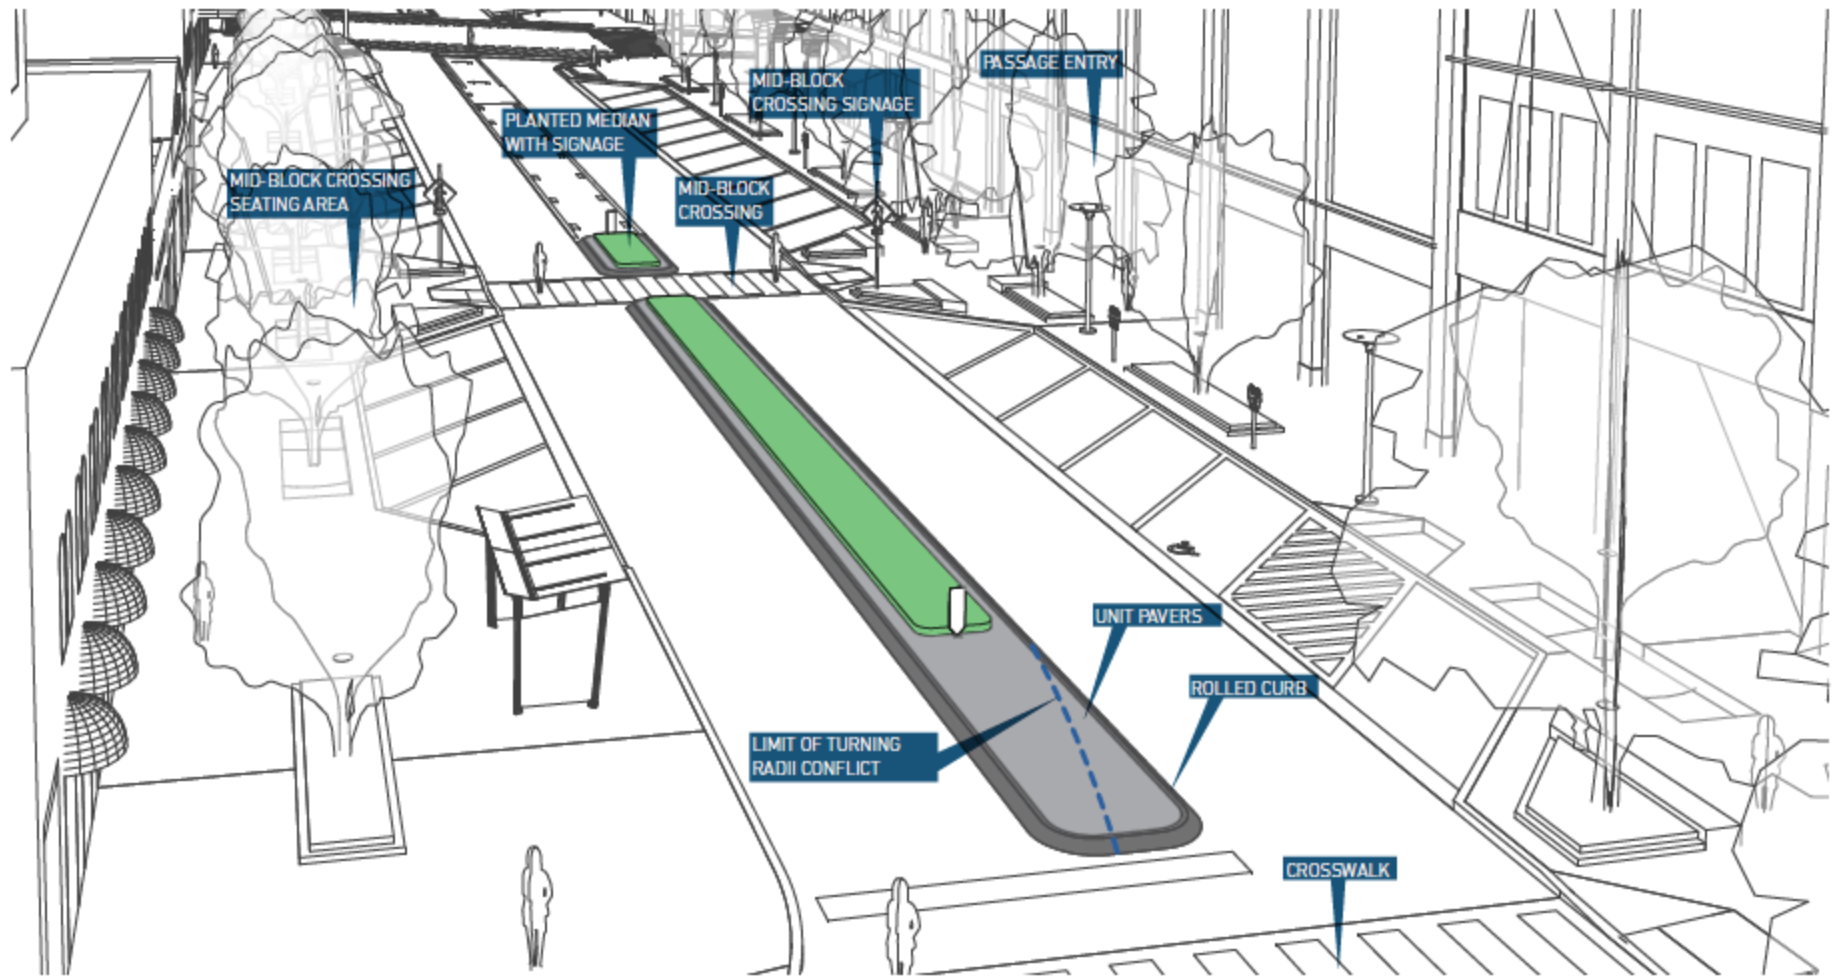 PASSAGE ENTRY
MID-BLOCK
CROSSING SIGNAGE
PLANTED MEDIAN
WITH SIGNAGE
MID-BLOCK CROSSING
SEATING AREA
MID-BLOCK
CROSSING
UNIT PAVERS
ROLLED CURB
LIMIT OF TURNING
RADII CONFLICT
CROSSWALK